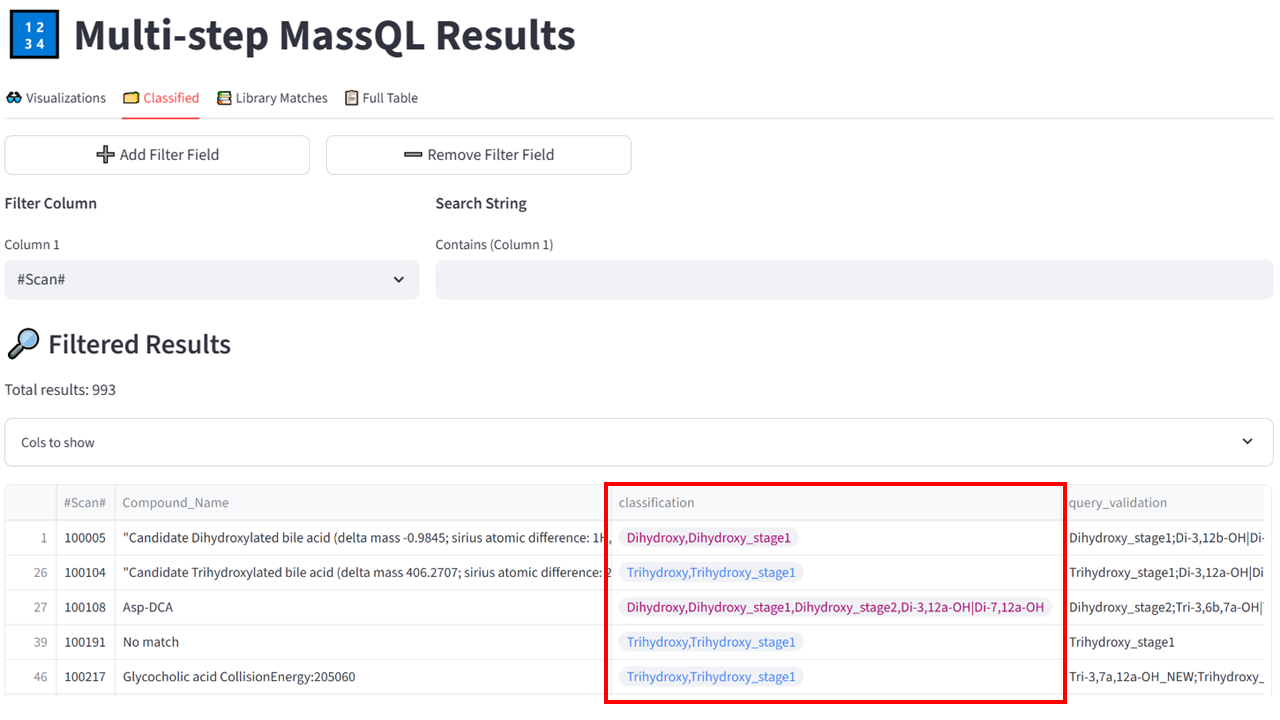 1 2
3 4
Multi-step MassQL Results
Visualizations Classified Library Matches Full Table
Add Filter Field Remove Filter Field
Filter Column Search String
Column 1 Contains (Column 1)
#Scan#
Filtered Results
Total results: 993
Cols to show
#Scan# Compound_Name classification query_validation
1 100005 "Candidate Dihydroxylated bile acid (delta mass -0.9845; sirius atomic difference: 1H, Dihydroxy,Dihydroxy_stage1 Dihydroxy_stage1;Di-3,12b-OH|Di-
26 100104 "Candidate Trihydroxylated bile acid (delta mass 406.2707; sirius atomic difference: 2 Trihydroxy,Trihydroxy_stage1 Trihydroxy_stage1;Di-3,12a-OH|Di
27 100108 Asp-DCA Dihydroxy,Dihydroxy_stage1,Dihydroxy_stage2,Di-3,12a-OH|Di-7,12a-OH Dihydroxy_stage2;Tri-3,6b,7a-OH|
39 100191 No match Trihydroxy,Trihydroxy_stage1 Trihydroxy_stage1
46 100217 Glycocholic acid CollisionEnergy:205060 Trihydroxy,Trihydroxy_stage1 Tri-3,7a,12a-OH_NEW;Trihydroxy_